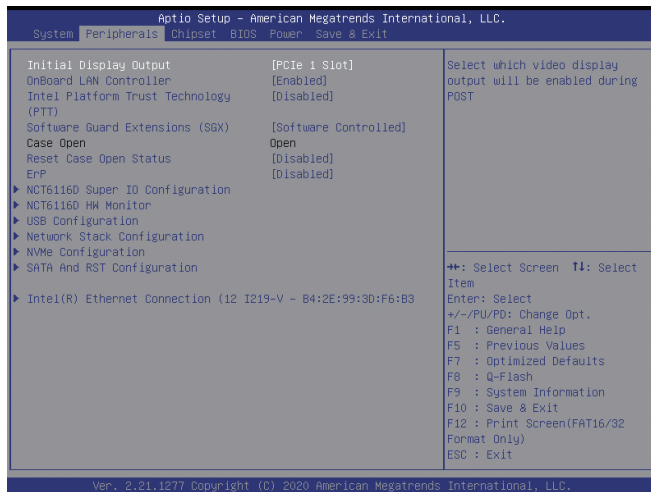 Aptio Setup – American Megatrends International, LLC.
System Peripherals Chipset BIOS Power Save & Exit
Initial Display Output [PCIe 1 Slot]
OnBoard LAN Controller [Enabled]
Intel Platform Trust Technology [Disabled]
(PTT)
Software Guard Extensions (SGX) [Software Controlled]
Case Open Open
Reset Case Open Status [Disabled]
ErP [Disabled]
NCT6116D Super IO Configuration
NCT6116D HW Monitor
USB Configuration
Network Stack Configuration
NVMe Configuration
SATA And RST Configuration
Intel(R) Ethernet Connection (12 I219-V – B4:2E:99:3D:F6:B3
Select which video display
output will be enabled during
POST
→←: Select Screen ↑↓: Select
Item
Enter: Select
+/-/PU/PD: Change Opt.
F1 : General Help
F5 : Previous Values
F7 : Optimized Defaults
F8 : Q-Flash
F9 : System Information
F10 : Save & Exit
F12 : Print Screen(FAT16/32
Format Only)
ESC : Exit
Ver. 2.21.1277 Copyright (C) 2020 American Megatrends International, LLC.